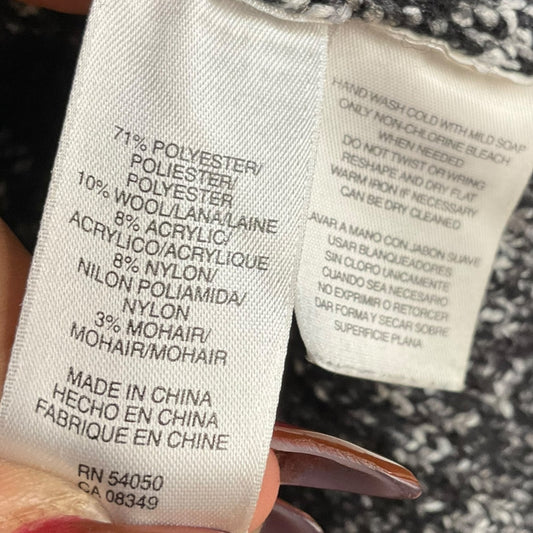 71% POLYESTER/
POLIESTER/
POLYESTER
10% WOOL/LANA/LAINE
8% ACRYLIC/
ACRYLICO/ACRYLIQUE
8% NYLON/
NILON POLIAMIDA/
NYLON
3% MOHAIR/
MOHAIR/MOHAIR
MADE IN CHINA
HECHO EN CHINA
FABRIQUE EN CHINE
RN 54050
CA 08349
HAND WASH COLD WITH MILD SOAP
ONLY NON-CHLORINE BLEACH
WHEN NEEDED
DO NOT TWIST OR WRING
RESHAPE AND DRY FLAT
WARM IRON IF NECESSARY
CAN BE DRY CLEANED
LAVAR A MANO CON JABON SUAVE
USAR BLANQUEADORES
SIN CLORO UNICAMENTE
CUANDO SEA NECESARIO
NO EXPRIMIR O RETORCER
DAR FORMA Y SECAR SOBRE
SUPERFICIE PLANA